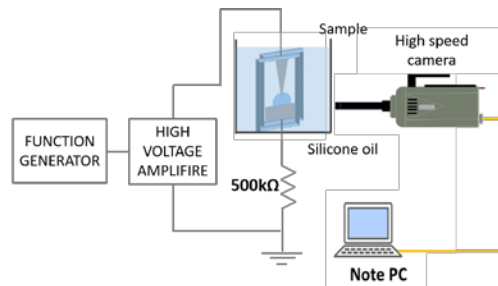 Sample
High speed
camera
FUNCTION
GENERATOR
HIGH
VOLTAGE
AMPLIFIRE
Silicone oil
500kΩ
Note PC